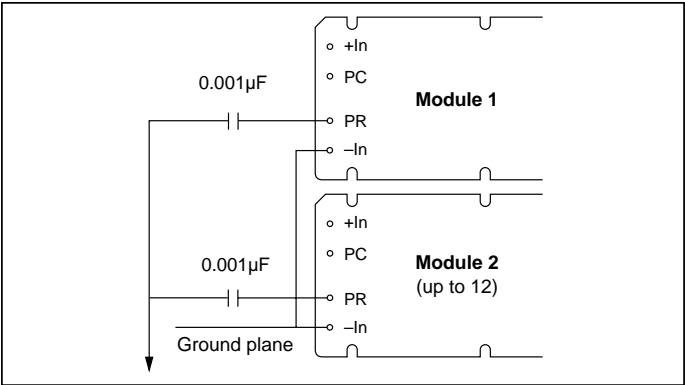 +In
0.001µF
PC
Module 1
PR
–In
+In
0.001µF
PC
Module 2
(up to 12)
PR
–In
Ground plane